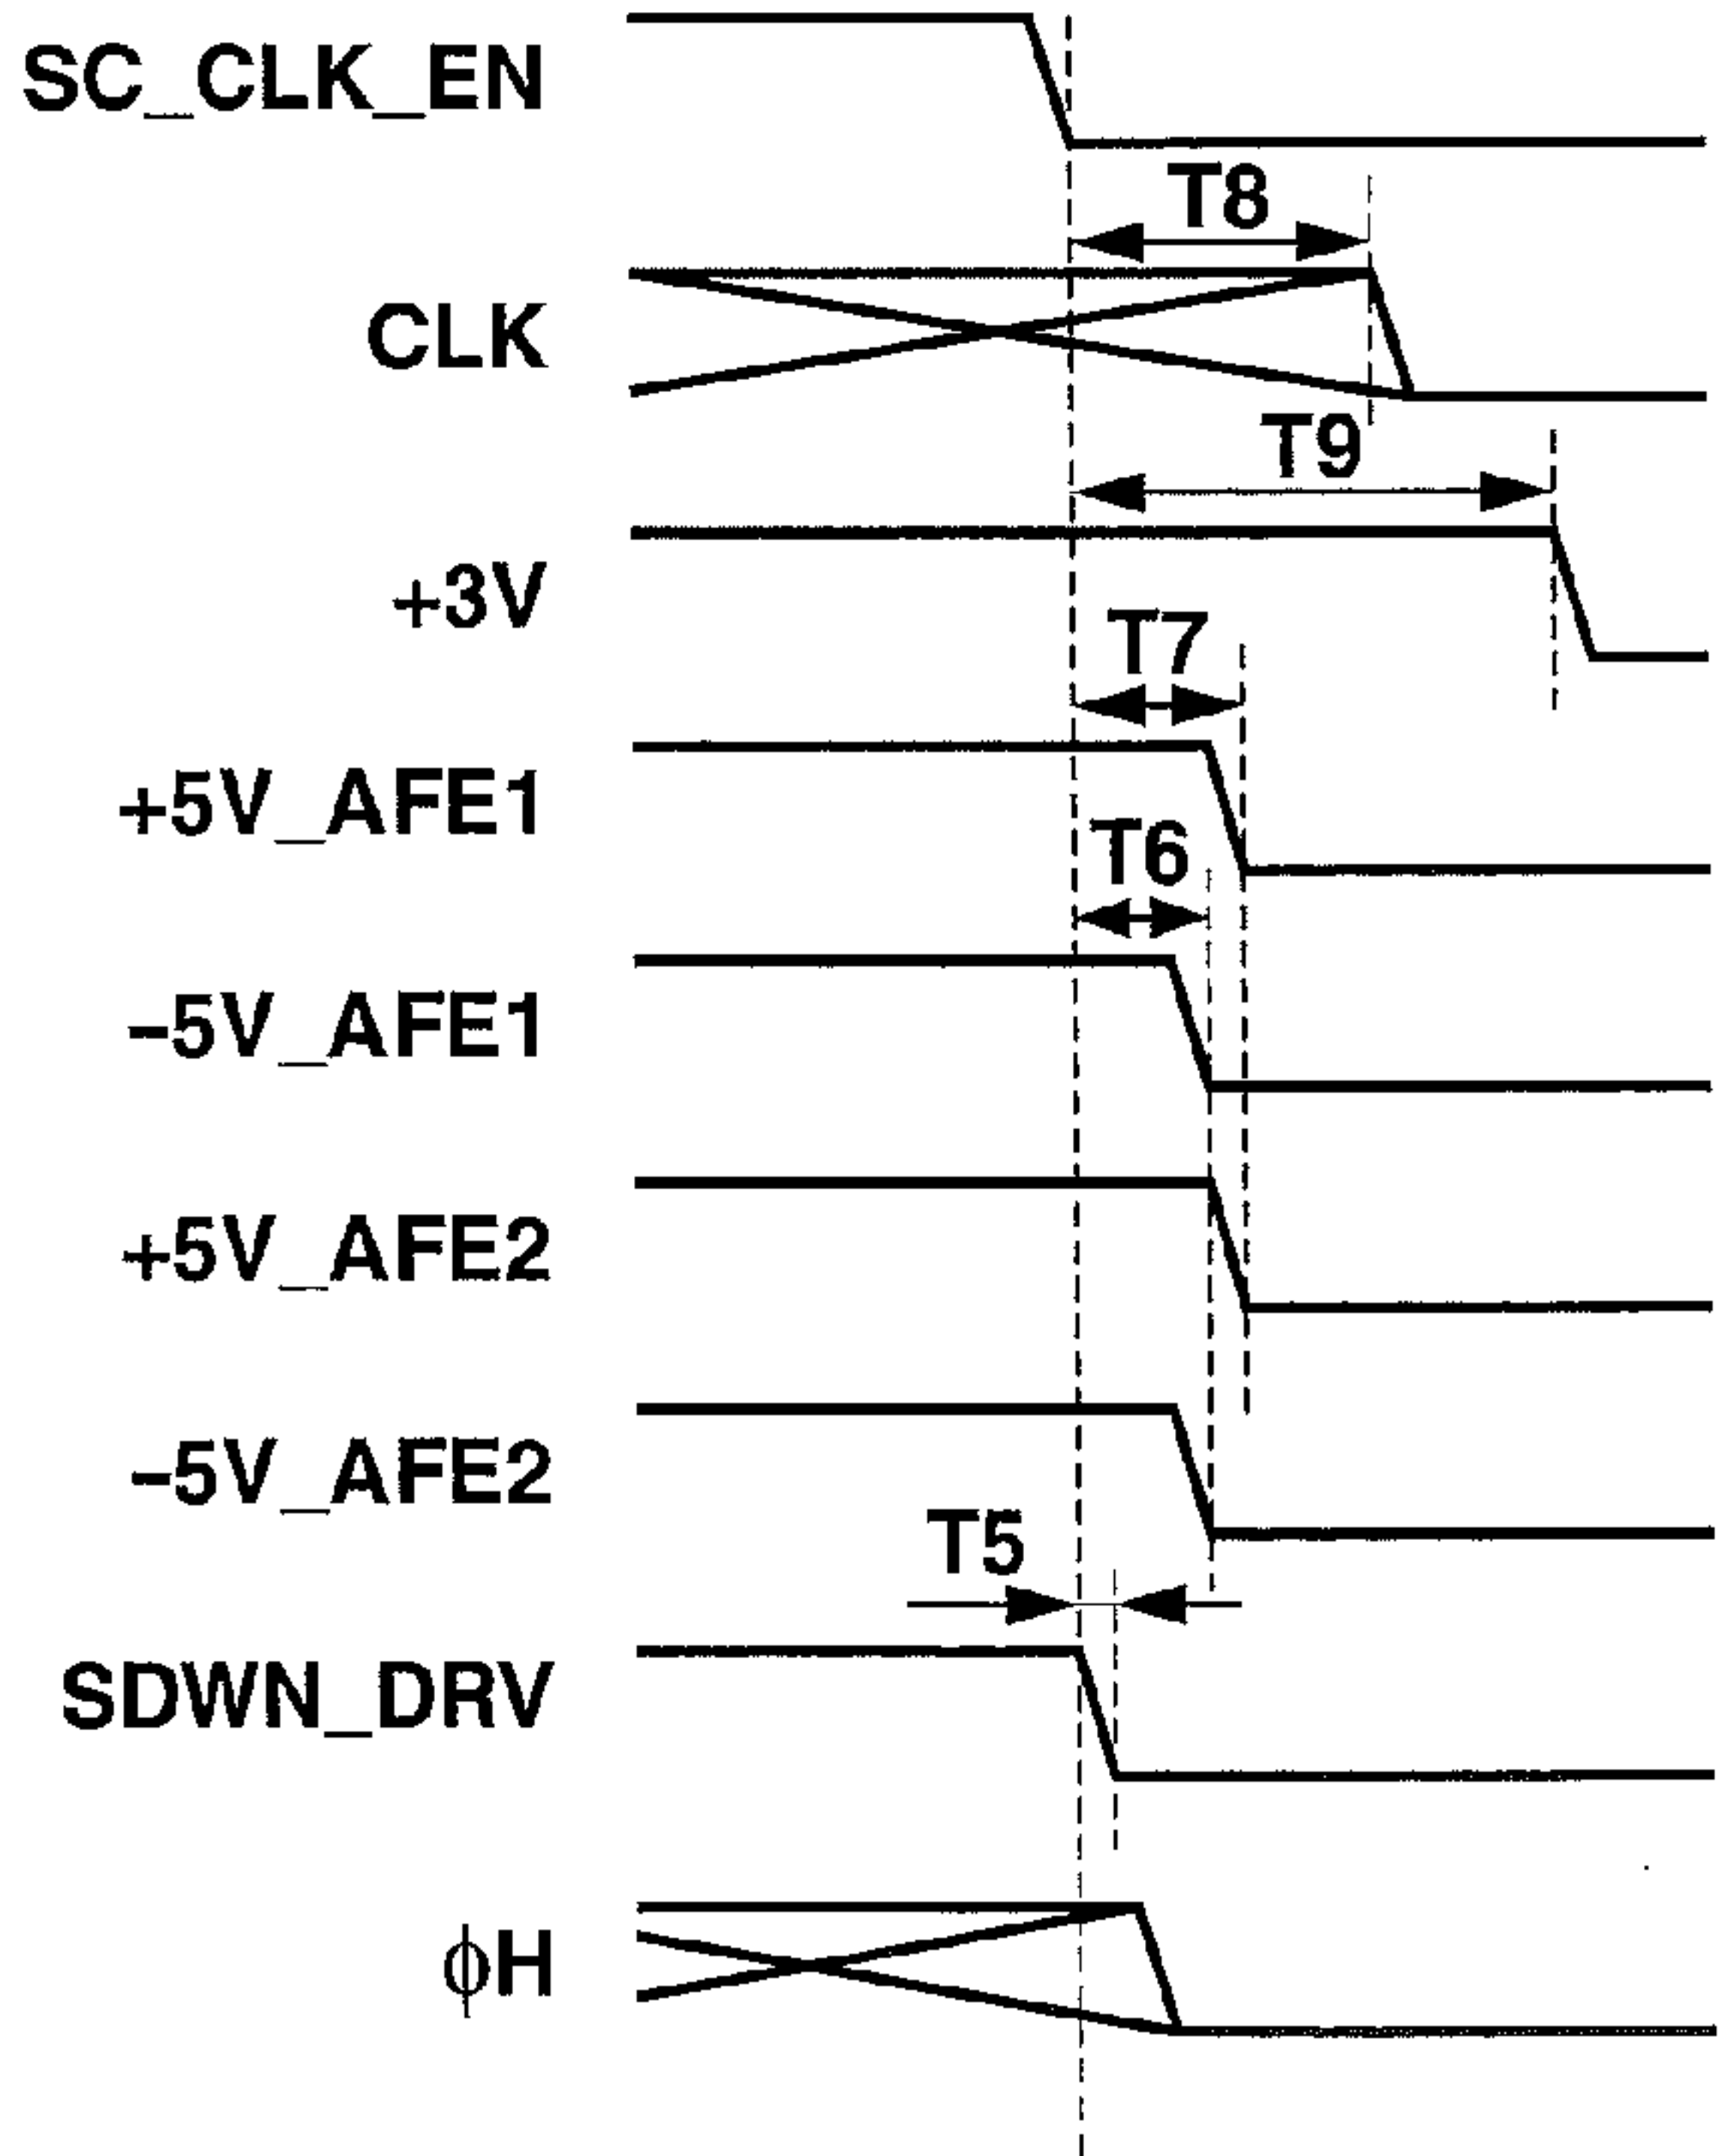 SC_CLK_EN
T8
CLK
T9
+3V
T7
+5V_AFE1
T6
-5V_AFE1
+5V_AFE2
-5V_AFE2
T5
SDWN_DRV
ϕH